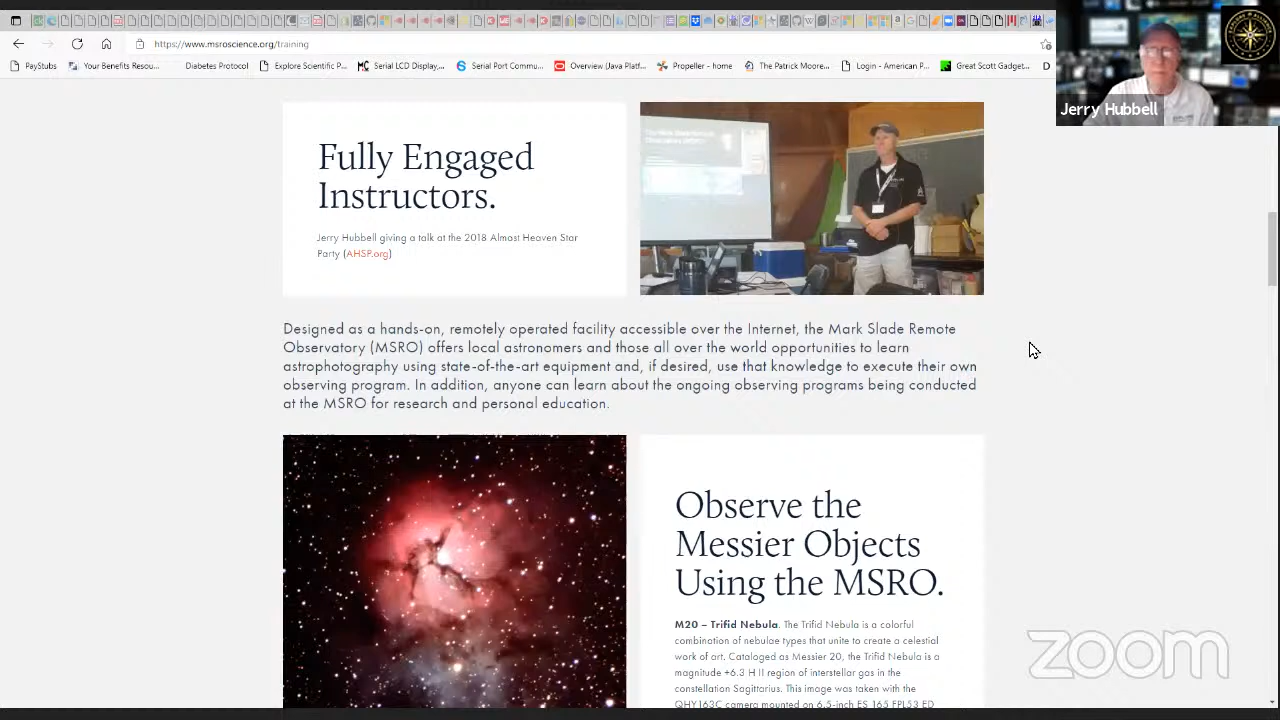 https://www.msroscience.org/training
PayStubs
Your Benefits Resou...
Diabetes Protocol
Explore Scientific P...
Serial LCD Display,...
Serial Port Commu...
Overview (Java Platf...
Propeller – home
The Patrick Moore...
Login - American P...
Great Scott Gadget...
D
Jerry Hubbell
Fully Engaged
Instructors.
Jerry Hubbell giving a talk at the 2018 Almost Heaven Star
Party (AHSP.org)
Designed as a hands-on, remotely operated facility accessible over the Internet, the Mark Slade Remote
Observatory (MSRO) offers local astronomers and those all over the world opportunities to learn
astrophotography using state-of-the-art equipment and, if desired, use that knowledge to execute their own
observing program. In addition, anyone can learn about the ongoing observing programs being conducted
at the MSRO for research and personal education.
Observe the
Messier Objects
Using the MSRO.
M20 – Trifid Nebula. The Trifid Nebula is a colorful
combination of nebulae types that unite to create a celestial
work of art. Cataloged as Messier 20, the Trifid Nebula is a
magnitude +6.3 H II region of interstellar gas in the
constellation Sagittarius. This image was taken with the
QHY163C camera mounted on 6.5-inch ES 165 FPL53 ED
zoom